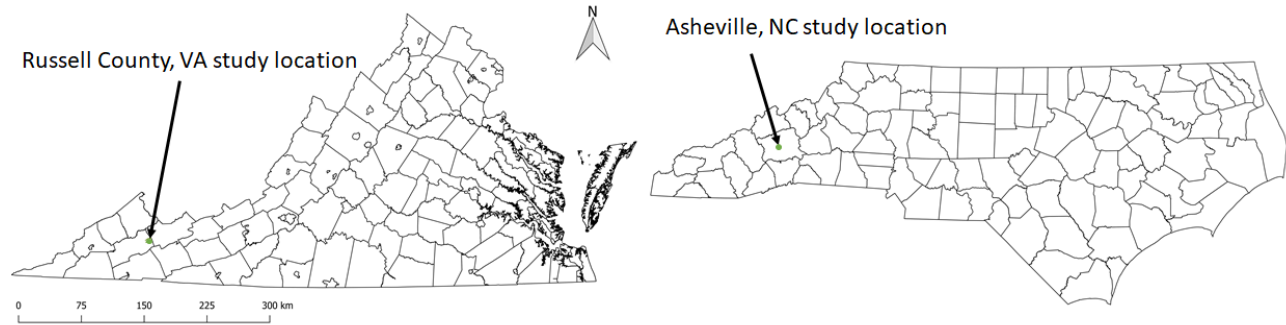 Russell County, VA study location
N
Asheville, NC study location
0 75 150 225 300 km